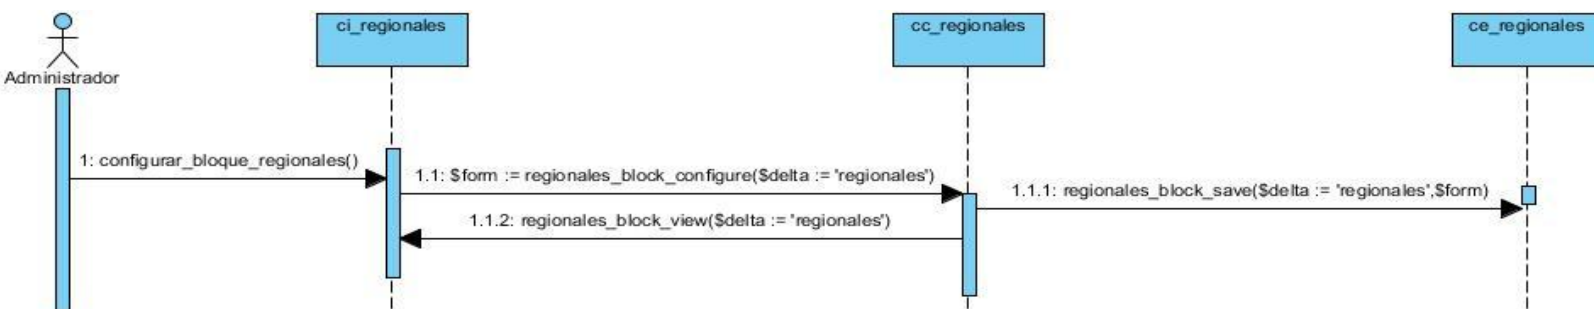 ci_regionales
cc_regionales
ce_regionales
Administrador
1: configurar_bloque_regionales()
1.1: $form := regionales_block_configure($delta := 'regionales')
1.1.1: regionales_block_save($delta := 'regionales',$form)
1.1.2: regionales_block_view($delta := 'regionales')